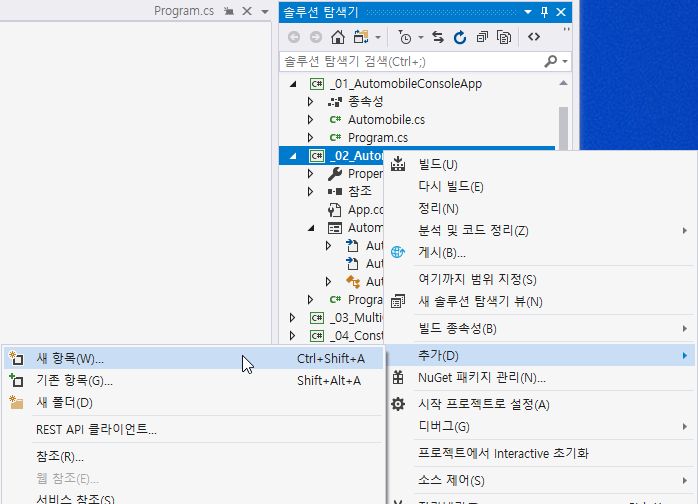 Program.cs
솔루션 탐색기
솔루션 탐색기 검색(Ctrl+;)
C# _01_AutomobileConsoleApp
종속성
C# Automobile.cs
C# Program.cs
C# _02_Auto
Proper
참조
App.co
Autom
Aut
Aut
Aut
C# Progra
C# _03_Multi
C# _04_Const
빌드(U)
다시 빌드(E)
정리(N)
분석 및 코드 정리(Z)
게시(B)...
여기까지 범위 지정(S)
새 솔루션 탐색기 뷰(N)
빌드 종속성(B)
추가(D)
NuGet 패키지 관리(N)...
시작 프로젝트로 설정(A)
디버그(G)
프로젝트에서 Interactive 초기화
소스 제어(S)
새 항목(W)... Ctrl+Shift+A
기존 항목(G)... Shift+Alt+A
새 폴더(D)
REST API 클라이언트...
참조(R)...
웹 참조(E)...
서비스 참조(S)